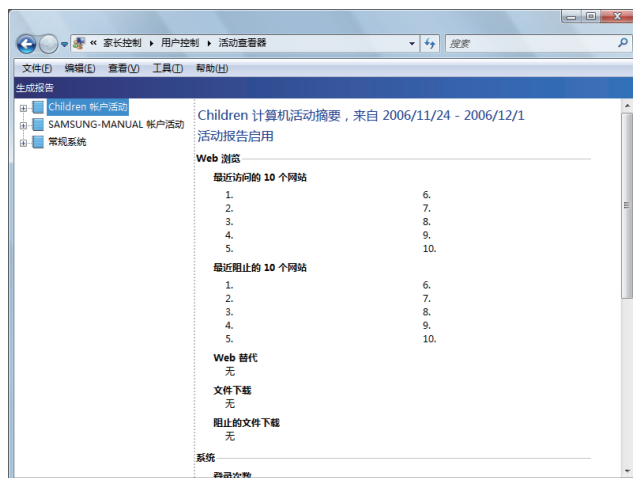 « 家长控制 ▸ 用户控制 ▸ 活动查看器
搜索
文件(F) 编辑(E) 查看(V) 工具(T) 帮助(H)
生成报告
Children 帐户活动
SAMSUNG-MANUAL 帐户活动
常规系统
Children 计算机活动摘要，来自 2006/11/24 - 2006/12/1
活动报告启用
Web 浏览
最近访问的 10 个网站
1. 6.
2. 7.
3. 8.
4. 9.
5. 10.
最近阻止的 10 个网站
1. 6.
2. 7.
3. 8.
4. 9.
5. 10.
Web 替代
无
文件下载
无
阻止的文件下载
无
系统
登录次数